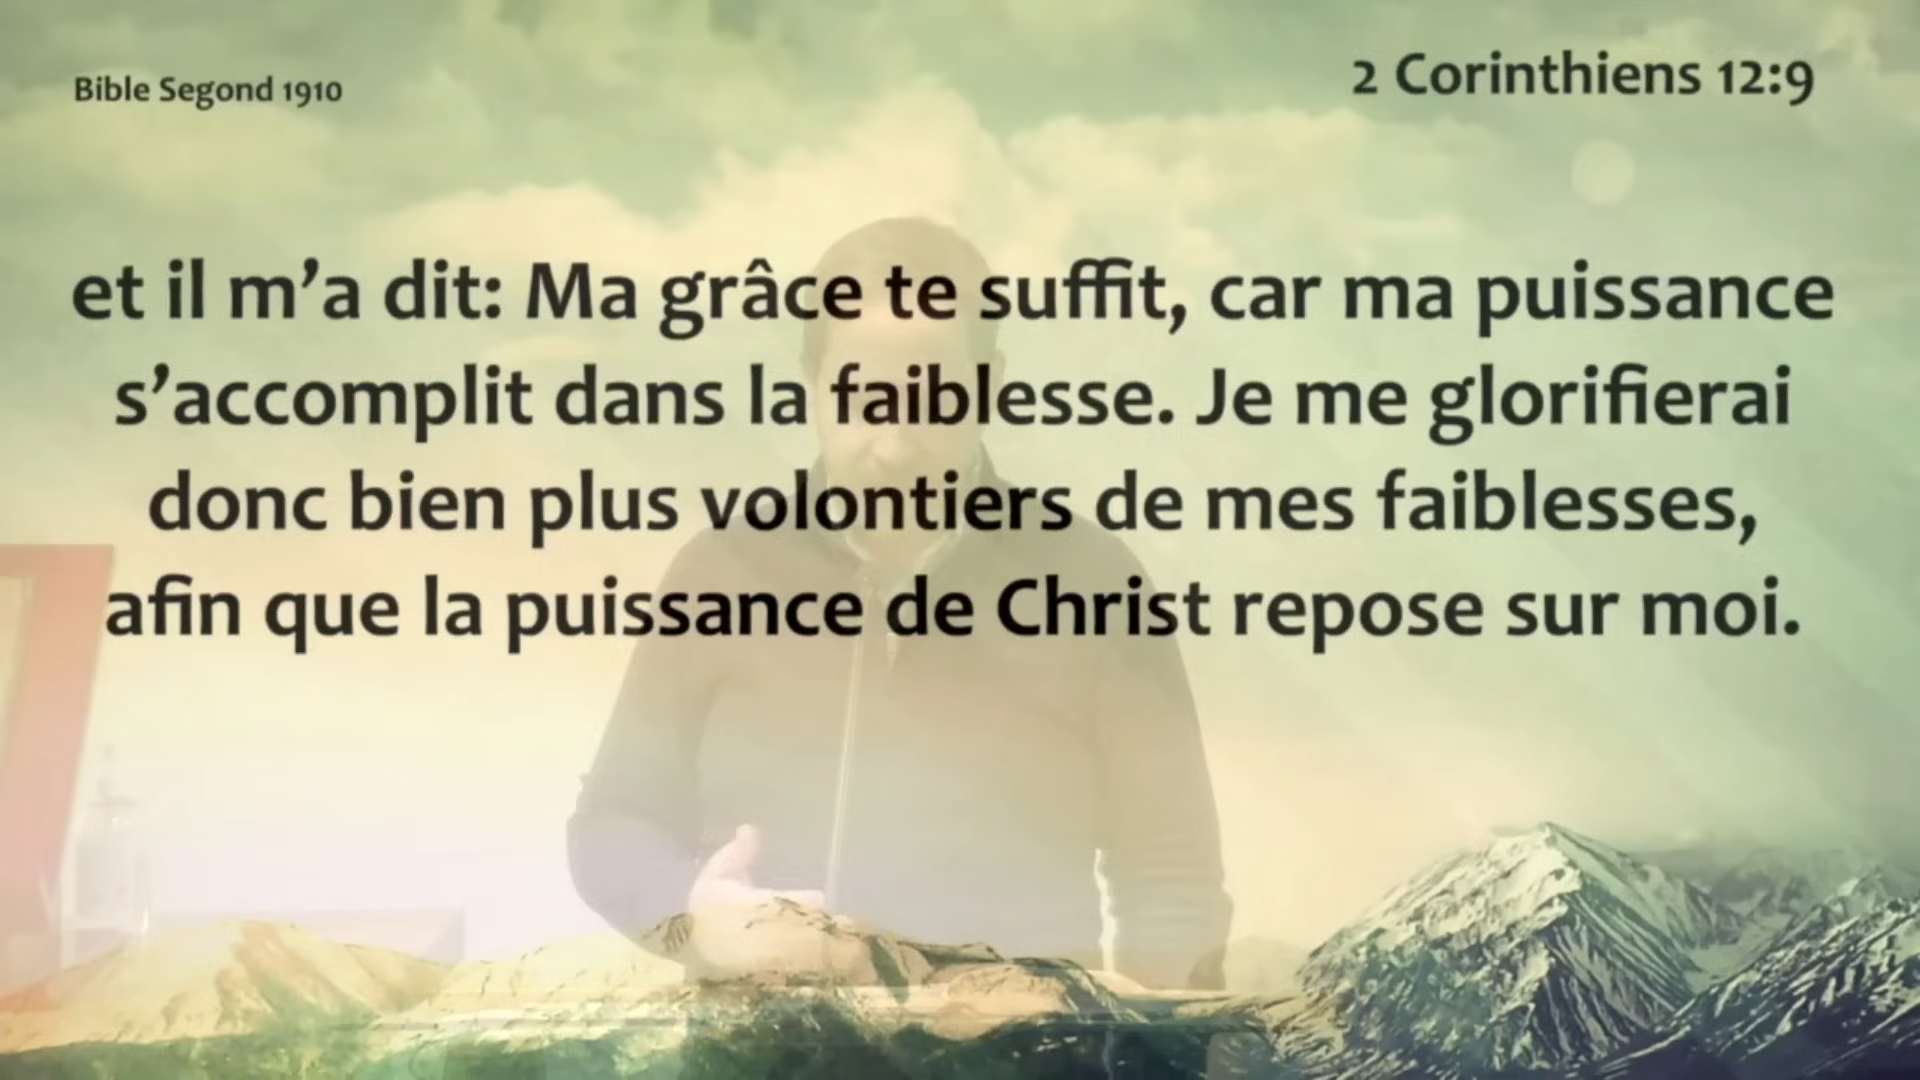 Bible Segond 1910
2 Corinthiens 12:9
et il m’a dit: Ma grâce te suffit, car ma puissance
s’accomplit dans la faiblesse. Je me glorifierai
donc bien plus volontiers de mes faiblesses,
afin que la puissance de Christ repose sur moi.